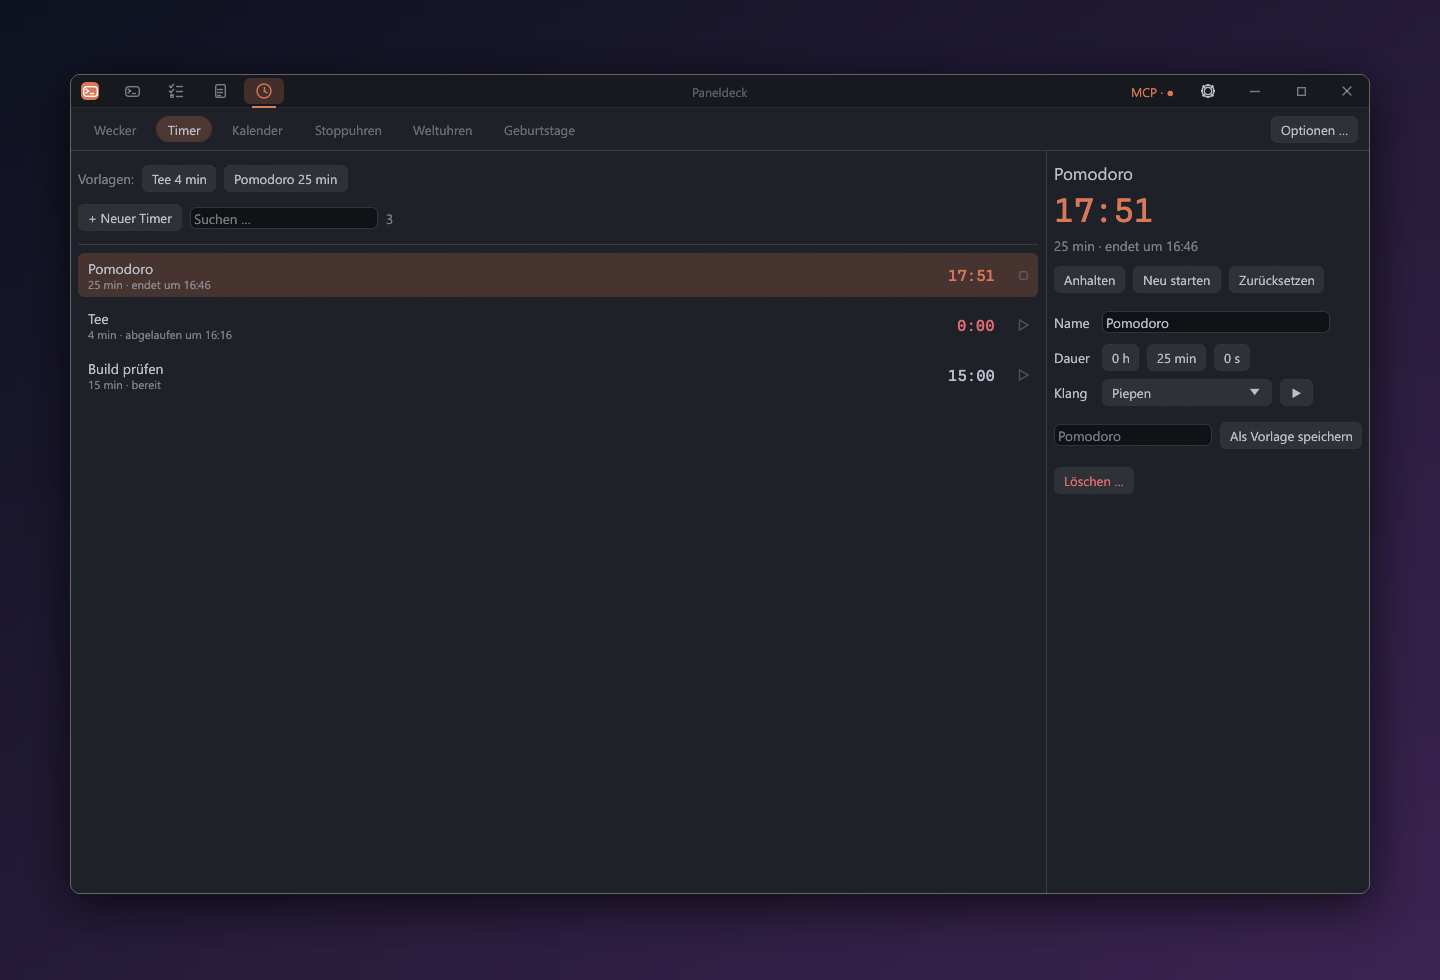 Paneldeck
MCP · ●
Wecker Timer Kalender Stoppuhren Weltuhren Geburtstage
Optionen ...
Vorlagen: Tee 4 min Pomodoro 25 min
+ Neuer Timer Suchen ... 3
Pomodoro
25 min · endet um 16:46
17:51
Tee
4 min · abgelaufen um 16:16
0:00
Build prüfen
15 min · bereit
15:00
Pomodoro
17:51
25 min · endet um 16:46
Anhalten Neu starten Zurücksetzen
Name Pomodoro
Dauer 0 h 25 min 0 s
Klang Piepen
Pomodoro Als Vorlage speichern
Löschen ...